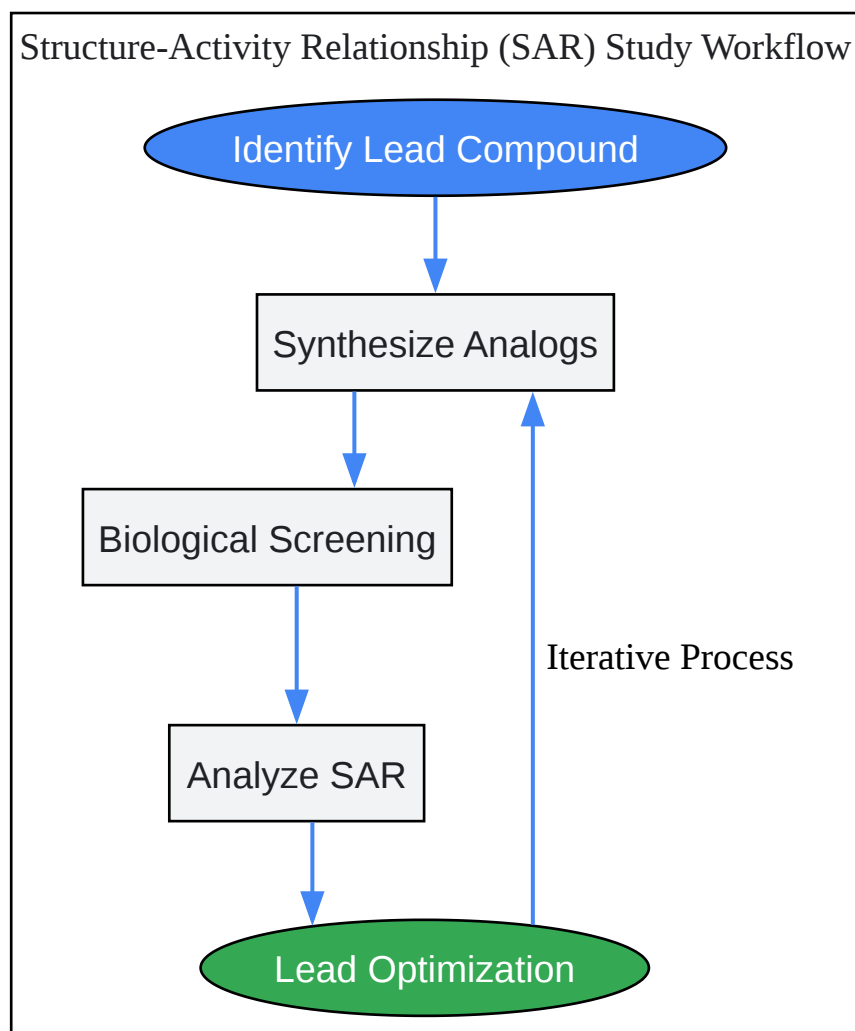 Structure-Activity Relationship (SAR) Study Workflow
Identify Lead Compound
Synthesize Analogs
Biological Screening
Iterative Process
Analyze SAR
Lead Optimization